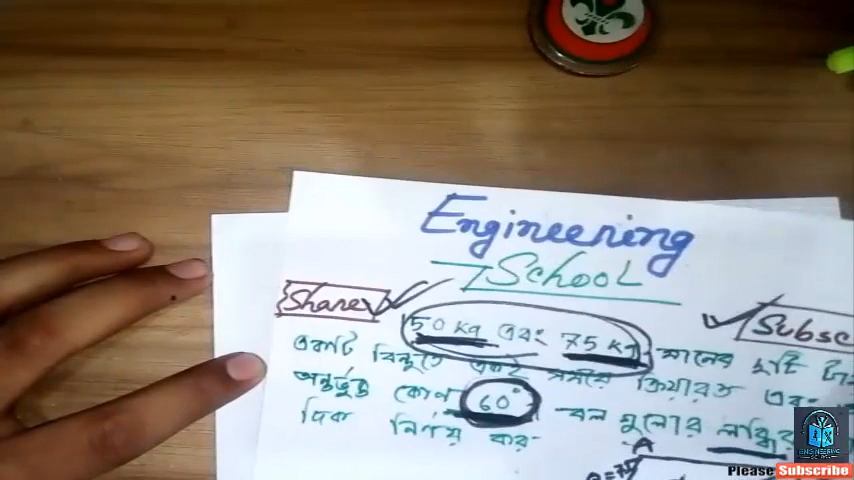 Engineering
School
Share
Subsc
50 kg এবং 75 kg মানের দুটি
একটি বিন্দুতে একই সময়ে ক্রিয়ারত এবং
অন্তর্ভুক্ত কোণ 60° বল দুটোর লব্ধির
দিক নির্ণয় কর-
A
ENGINEERING
Please Subscribe